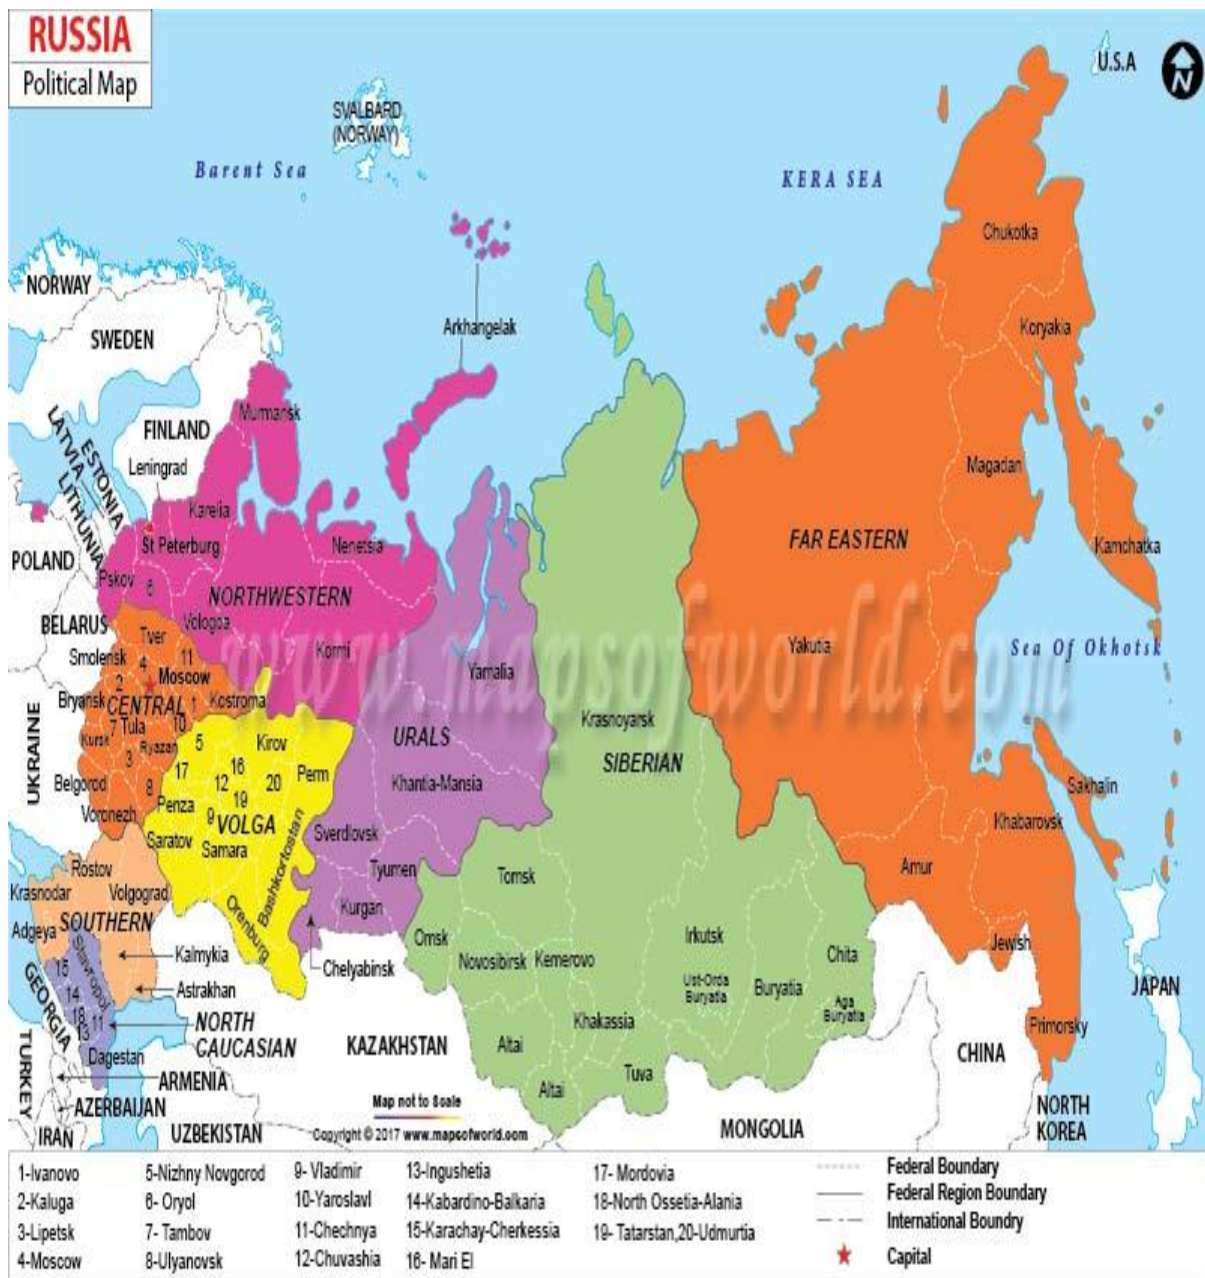 RUSSIA
Political Map
U.S.A
N
SVALBARD
(NORWAY)
Barent Sea
KERA SEA
Chukotka
NORWAY
Arkhangelak
Koryakia
SWEDEN
Murmansk
FINLAND
LATVIA
ESTONIA
LITHUNIA
Leningrad
Magadan
Karelia
FAR EASTERN
St Peterburg
Nenetsia
Kamchatka
POLAND
Pskov
6
NORTHWESTERN
Vologda
BELARUS
Tver
Smolensk
4
11
Komi
Yakutia
Sea Of Okhotsk
www.mapsofworld.com
Yamalia
2
Moscow
Bryansk
CENTRAL
1
Kostroma
Krasnoyarsk
UKRAINE
7
Tula
10
Kursk
Ryazan
5
Kirov
URALS
SIBERIAN
3
17
16
Perm
Belgorod
8
12
20
Khantia-Mansia
Sakhalin
Penza
19
Voronezh
9
VOLGA
Khabarovsk
Saratov
Samara
Sverdlovsk
Bashkortostan
Rostov
Tyumen
Tomsk
Amur
Krasnodar
Volgograd
Kurgan
Orenburg
SOUTHERN
Adgeya
Omsk
Irkutsk
Jewish
Stavropol
Kalmykia
Novosibirsk
Kemerovo
Chita
15
Chelyabinsk
Ust-Orda
Buryatia
Buryatia
JAPAN
GEORGIA
14
Astrakhan
Aga
Buryatia
18
11
NORTH
CAUCASIAN
Khakassia
Primorsky
13
Dagestan
KAZAKHSTAN
Altai
CHINA
TURKEY
ARMENIA
Tuva
Altai
AZERBAIJAN
Map not to Scale
NORTH
KOREA
IRAN
UZBEKISTAN
Copyright © 2017 www.mapsofworld.com
MONGOLIA
1-Ivanovo
2-Kaluga
3-Lipetsk
4-Moscow
5-Nizhny Novgorod
6- Oryol
7- Tambov
8-Ulyanovsk
9- Vladimir
10-Yaroslavl
11-Chechnya
12-Chuvashia
13-Ingushetia
14-Kabardino-Balkaria
15-Karachay-Cherkessia
16- Mari El
17- Mordovia
18-North Ossetia-Alania
19- Tatarstan,20-Udmurtia
Federal Boundary
Federal Region Boundary
International Boundry
Capital